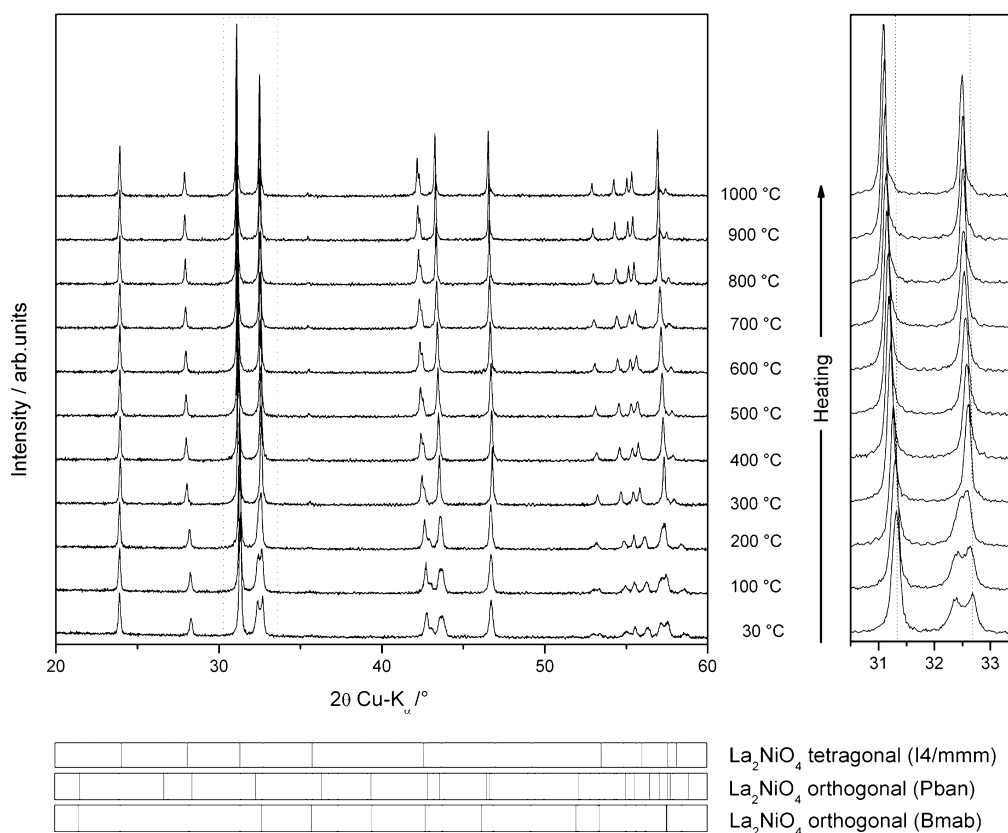 Intensity / arb.units
1000 °C
900 °C
800 °C
700 °C
600 °C
500 °C
400 °C
300 °C
200 °C
100 °C
30 °C
Heating
20 30 40 50 60
2θ Cu-Kα /°
31 32 33
La2NiO4 tetragonal (I4/mmm)
La2NiO4 orthogonal (Pban)
La2NiO4 orthogonal (Bmab)